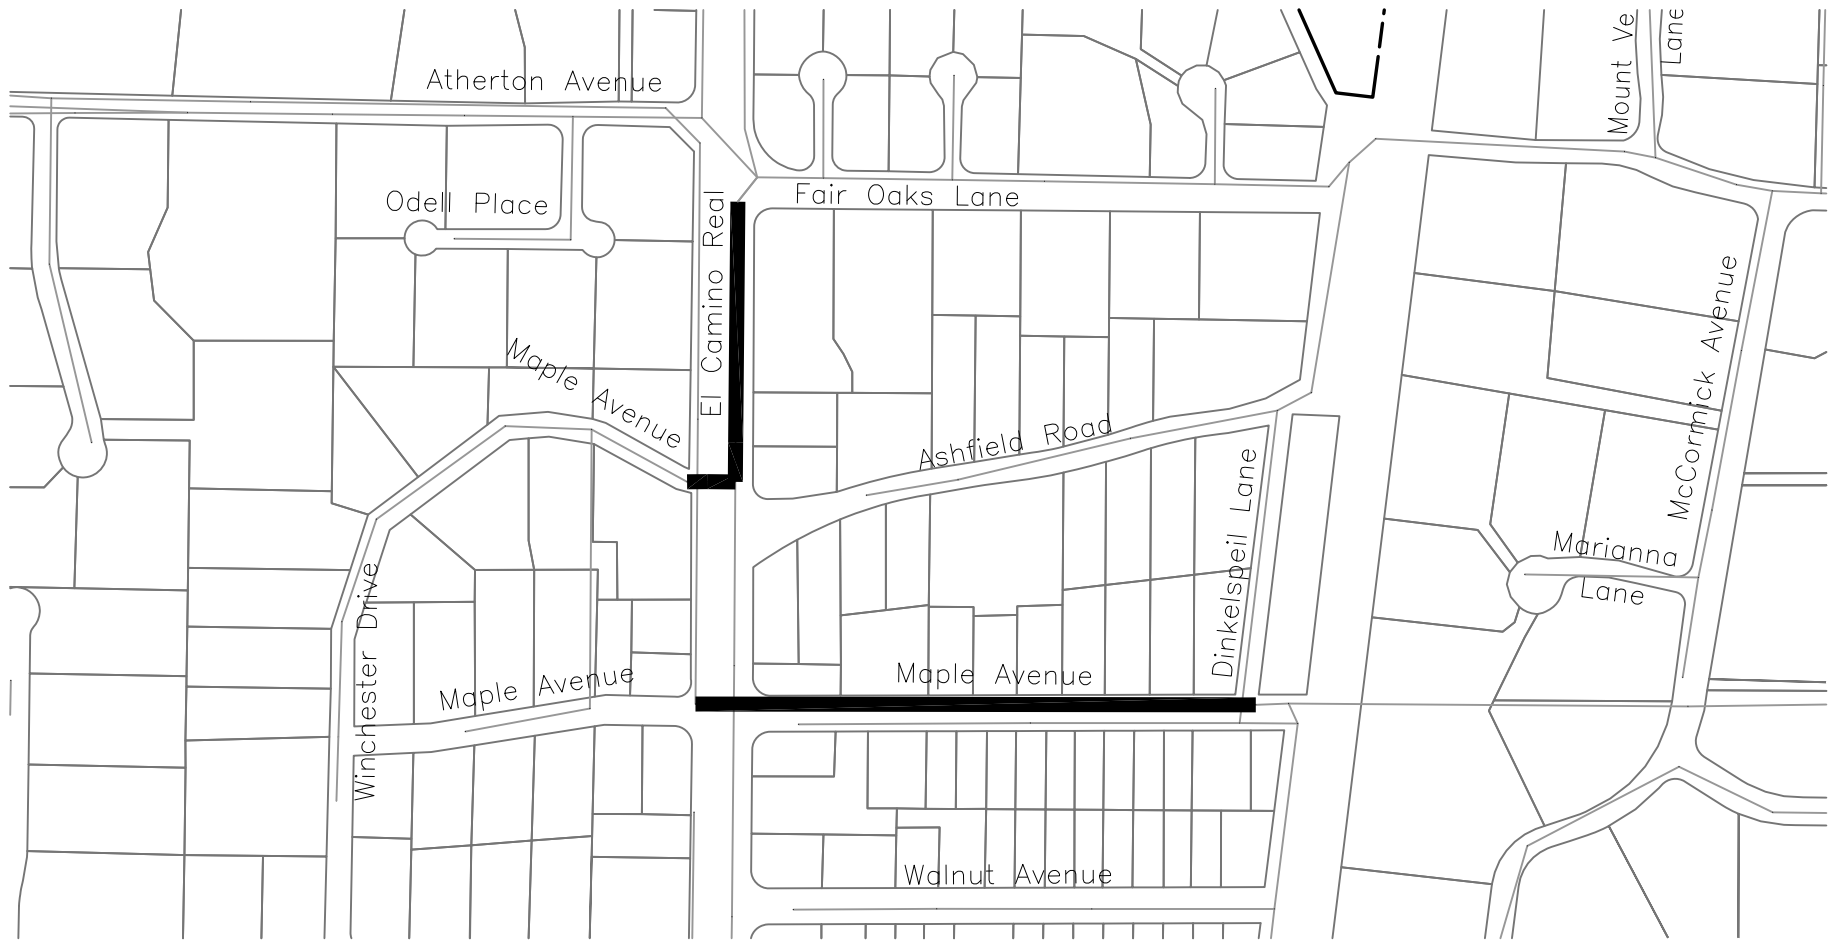 Mount Ve
Lane
Atherton Avenue
Odell Place
Fair Oaks Lane
El Camino Real
Maple Avenue
McCormick Avenue
Ashfield Road
Dinkelspeil Lane
Marianna
Lane
Winchester Drive
Maple Avenue
Maple Avenue
Walnut Avenue